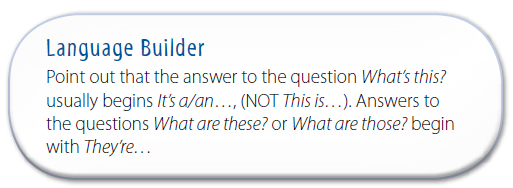 Language Builder
Point out that the answer to the question What's this?
usually begins It's a/an…, (NOT This is…). Answers to
the questions What are these? or What are those? begin
with They're…